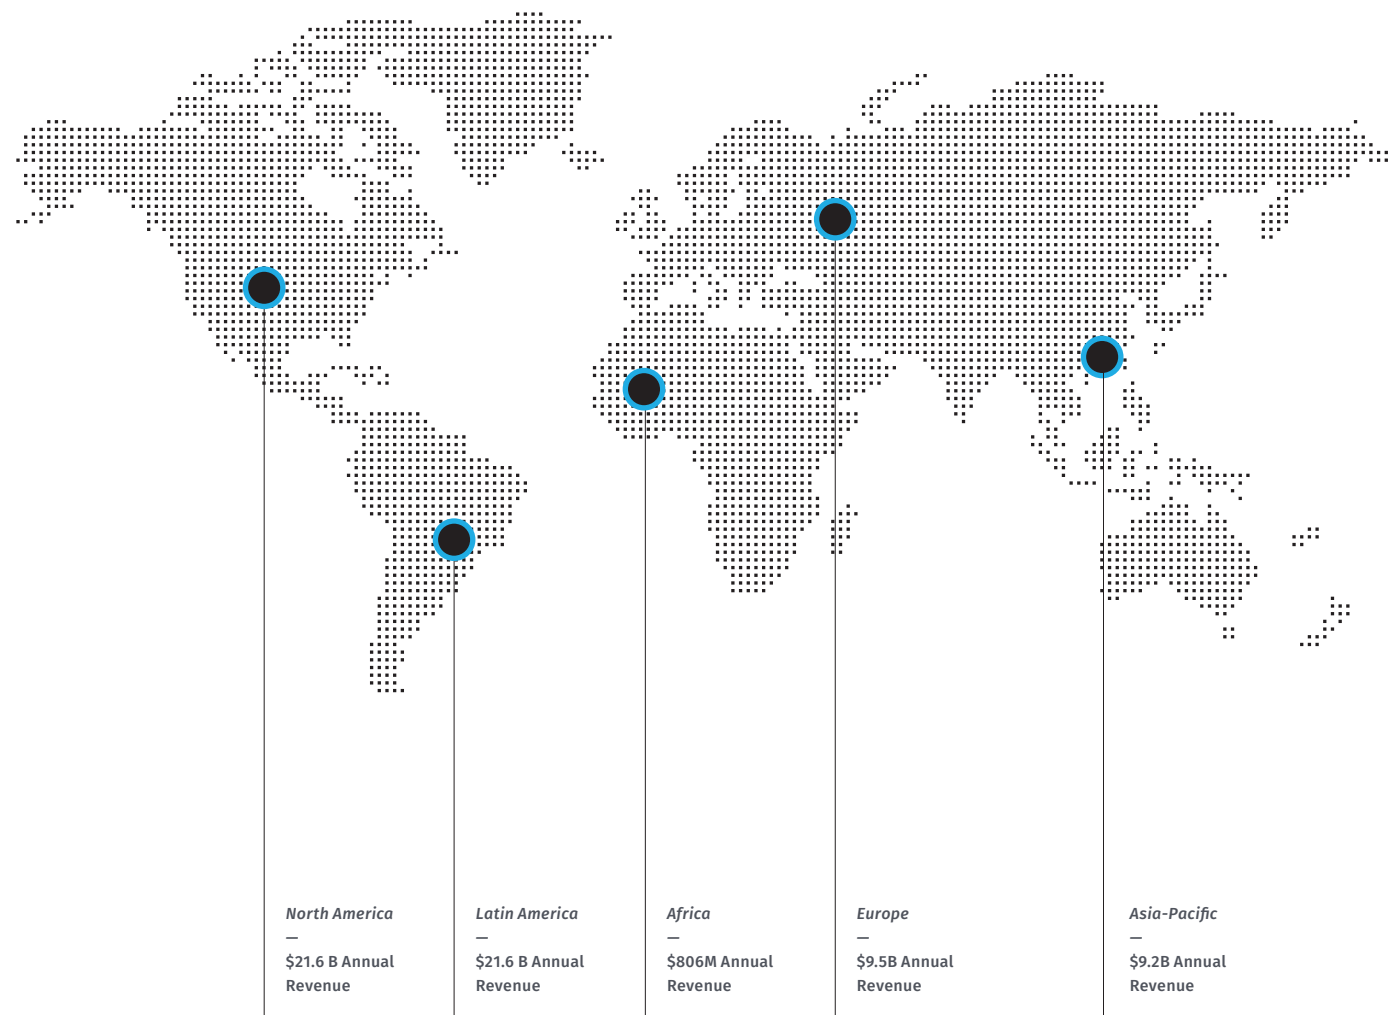 North America
—
$21.6 B Annual
Revenue
Latin America
—
$21.6 B Annual
Revenue
Africa
—
$806M Annual
Revenue
Europe
—
$9.5B Annual
Revenue
Asia-Pacific
—
$9.2B Annual
Revenue